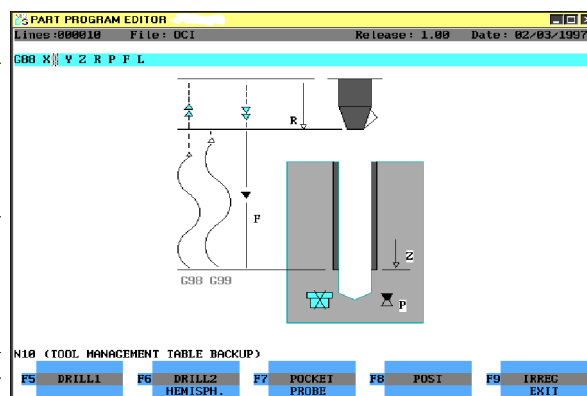 PART PROGRAM EDITOR
Lines:000010 File: OCI Release: 1.00 Date: 02/03/1997
G88 X Y Z R P F L
R
F
Z
G98 G99
P
N10 (TOOL MANAGEMENT TABLE BACKUP)
F5 DRILL1 F6 DRILL2 F7 POCKET F8 POSI F9 IRREG
HEMISPH. PROBE EXIT